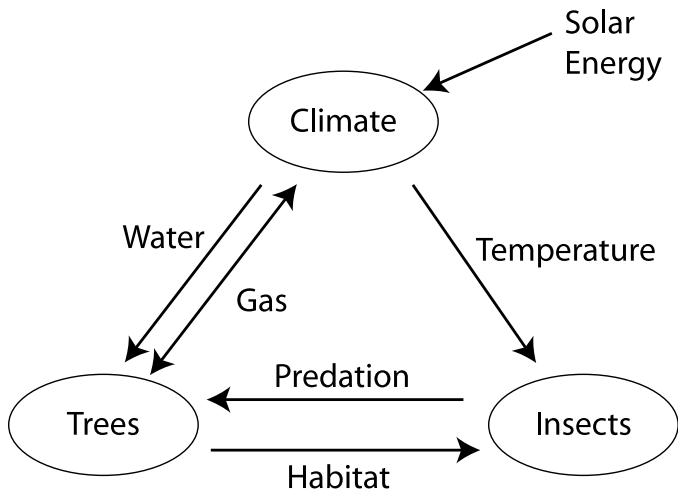 Solar
Energy
Climate
Water
Temperature
Gas
Predation
Trees
Insects
Habitat